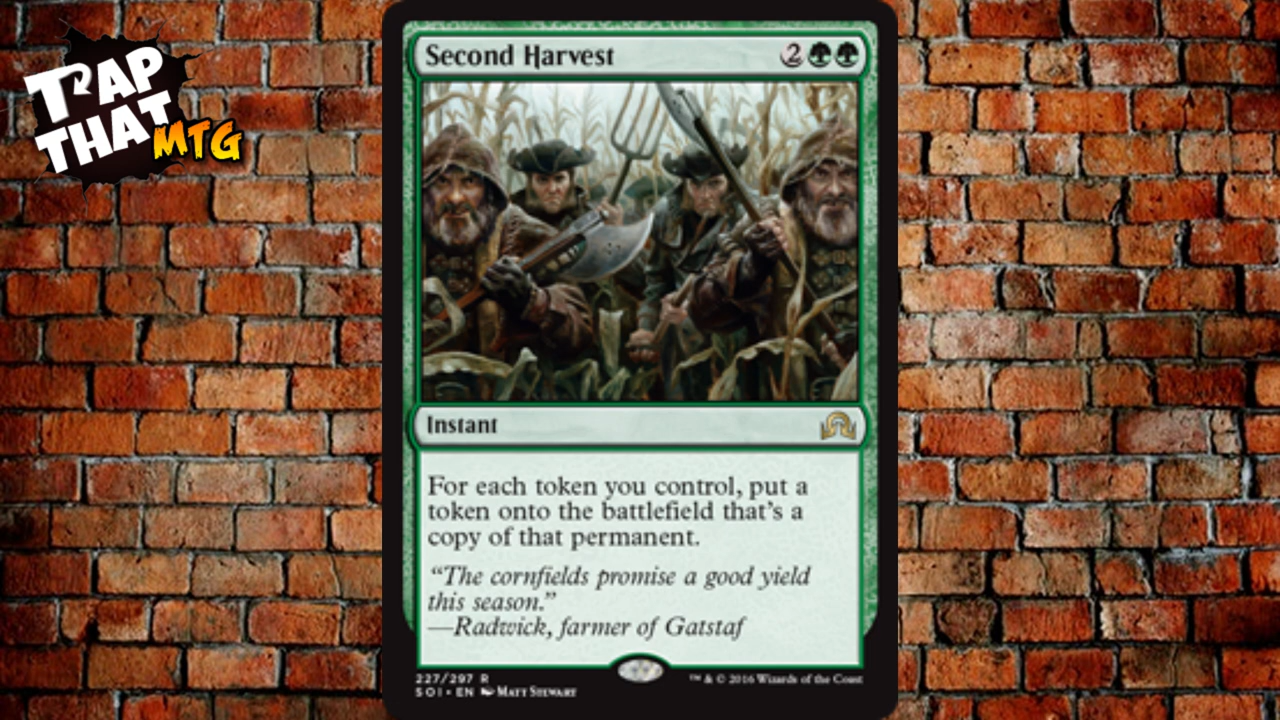 TRAP
THAT
MTG
Second Harvest 2
Instant
For each token you control, put a
token onto the battlefield that's a
copy of that permanent.
“The cornfields promise a good yield
this season.”
—Radwick, farmer of Gatstaf
227/297 R
SOI • EN MATT STEWART
™ & © 2016 Wizards of the Coast